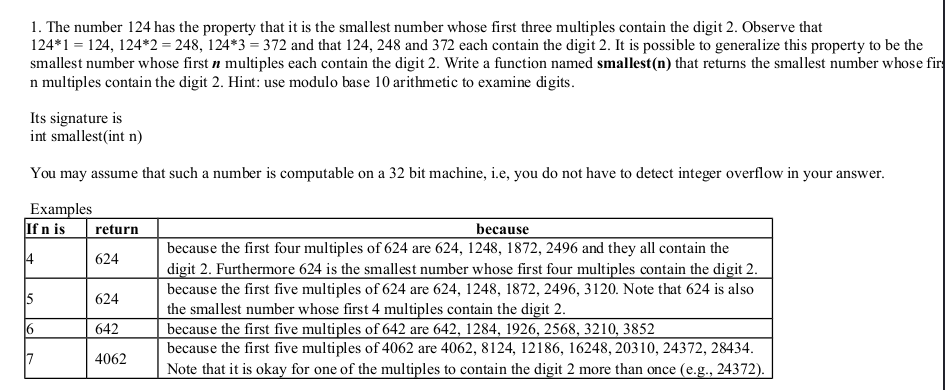 1. The number 124 has the property that it is the smallest number whose first three multiples contain the digit 2. Observe that
124*1 = 124, 124*2 = 248, 124*3 = 372 and that 124, 248 and 372 each contain the digit 2. It is possible to generalize this property to be the
smallest number whose first n multiples each contain the digit 2. Write a function named smallest(n) that returns the smallest number whose firs
n multiples contain the digit 2. Hint: use modulo base 10 arithmetic to examine digits.
Its signature is
int smallest(int n)
You may assume that such a number is computable on a 32 bit machine, i.e, you do not have to detect integer overflow in your answer.
Examples
If n is return because
4 624 because the first four multiples of 624 are 624, 1248, 1872, 2496 and they all contain the
digit 2. Furthermore 624 is the smallest number whose first four multiples contain the digit 2.
5 624 because the first five multiples of 624 are 624, 1248, 1872, 2496, 3120. Note that 624 is also
the smallest number whose first 4 multiples contain the digit 2.
6 642 because the first five multiples of 642 are 642, 1284, 1926, 2568, 3210, 3852
7 4062 because the first five multiples of 4062 are 4062, 8124, 12186, 16248, 20310, 24372, 28434.
Note that it is okay for one of the multiples to contain the digit 2 more than once (e.g., 24372).